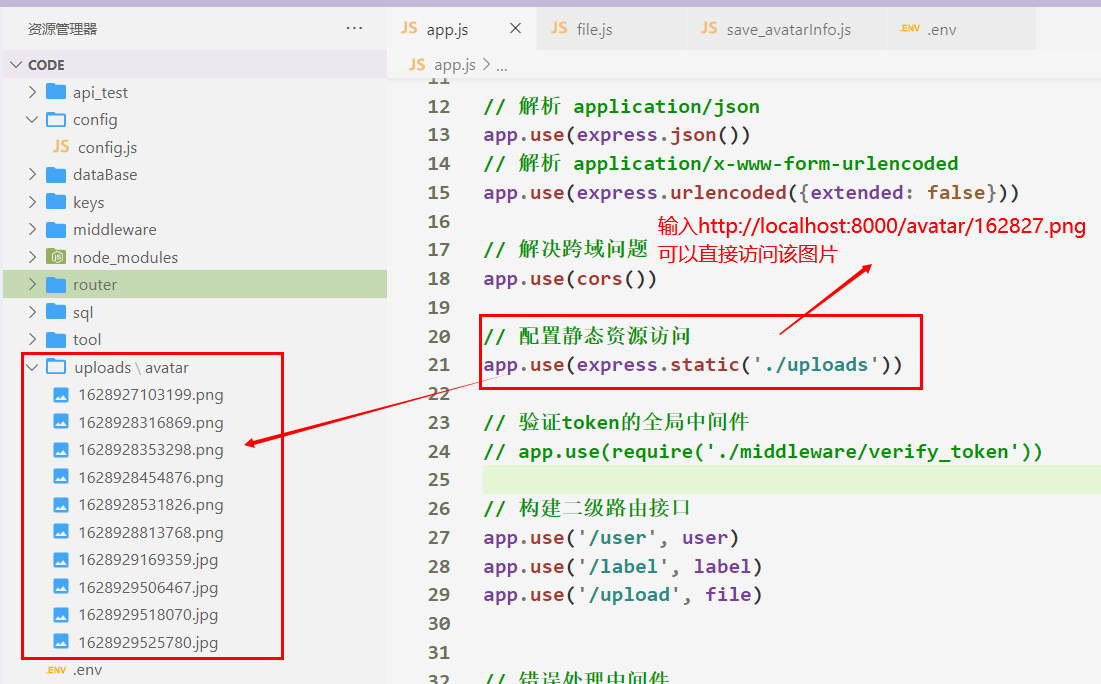 资源管理器
···
CODE
api_test
config
JS config.js
dataBase
keys
middleware
node_modules
router
sql
tool
uploads \ avatar
1628927103199.png
1628928316869.png
1628928353298.png
1628928454876.png
1628928531826.png
1628928813768.png
1628929169359.jpg
1628929506467.jpg
1628929518070.jpg
1628929525780.jpg
.ENV .env
JS app.js JS file.js JS save_avatarInfo.js .ENV .env
JS app.js > ...
11
12 // 解析 application/json
13 app.use(express.json())
14 // 解析 application/x-www-form-urlencoded
15 app.use(express.urlencoded({extended: false}))
16
输入http://localhost:8000/avatar/162827.png
可以直接访问该图片
17 // 解决跨域问题
18 app.use(cors())
19
20 // 配置静态资源访问
21 app.use(express.static('./uploads'))
22
23 // 验证token的全局中间件
24 // app.use(require('./middleware/verify_token'))
25
26 // 构建二级路由接口
27 app.use('/user', user)
28 app.use('/label', label)
29 app.use('/upload', file)
30
31
32 // 错误处理中间件